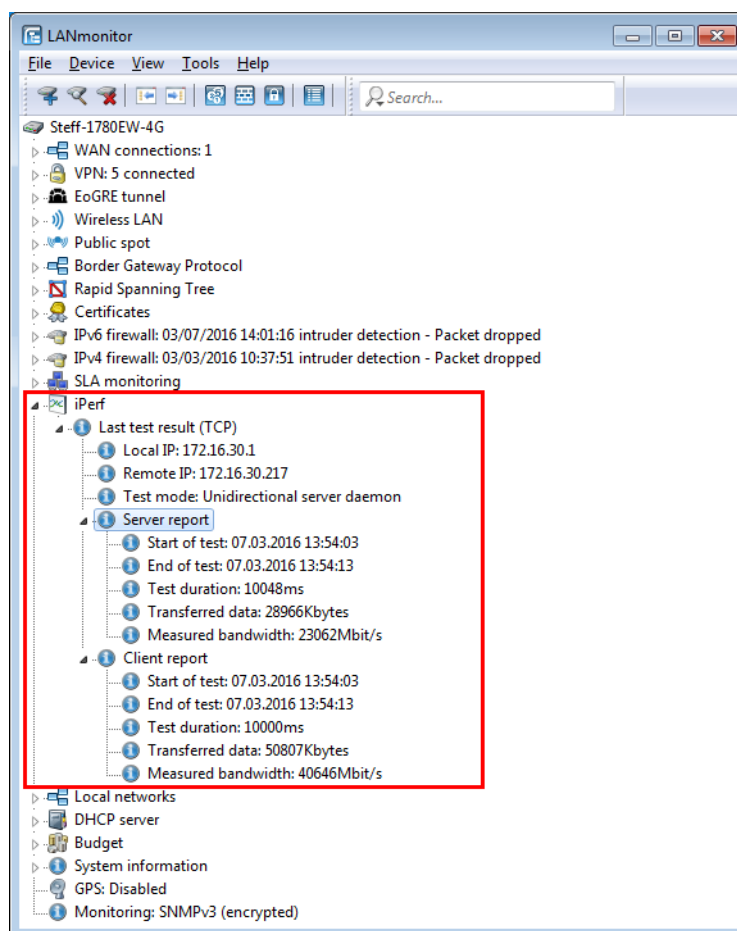 LANmonitor
File Device View Tools Help
Search...
Steff-1780EW-4G
WAN connections: 1
VPN: 5 connected
EoGRE tunnel
Wireless LAN
Public spot
Border Gateway Protocol
Rapid Spanning Tree
Certificates
IPv6 firewall: 03/07/2016 14:01:16 intruder detection - Packet dropped
IPv4 firewall: 03/03/2016 10:37:51 intruder detection - Packet dropped
SLA monitoring
iPerf
Last test result (TCP)
Local IP: 172.16.30.1
Remote IP: 172.16.30.217
Test mode: Unidirectional server daemon
Server report
Start of test: 07.03.2016 13:54:03
End of test: 07.03.2016 13:54:13
Test duration: 10048ms
Transferred data: 28966Kbytes
Measured bandwidth: 23062Mbit/s
Client report
Start of test: 07.03.2016 13:54:03
End of test: 07.03.2016 13:54:13
Test duration: 10000ms
Transferred data: 50807Kbytes
Measured bandwidth: 40646Mbit/s
Local networks
DHCP server
Budget
System information
GPS: Disabled
Monitoring: SNMPv3 (encrypted)